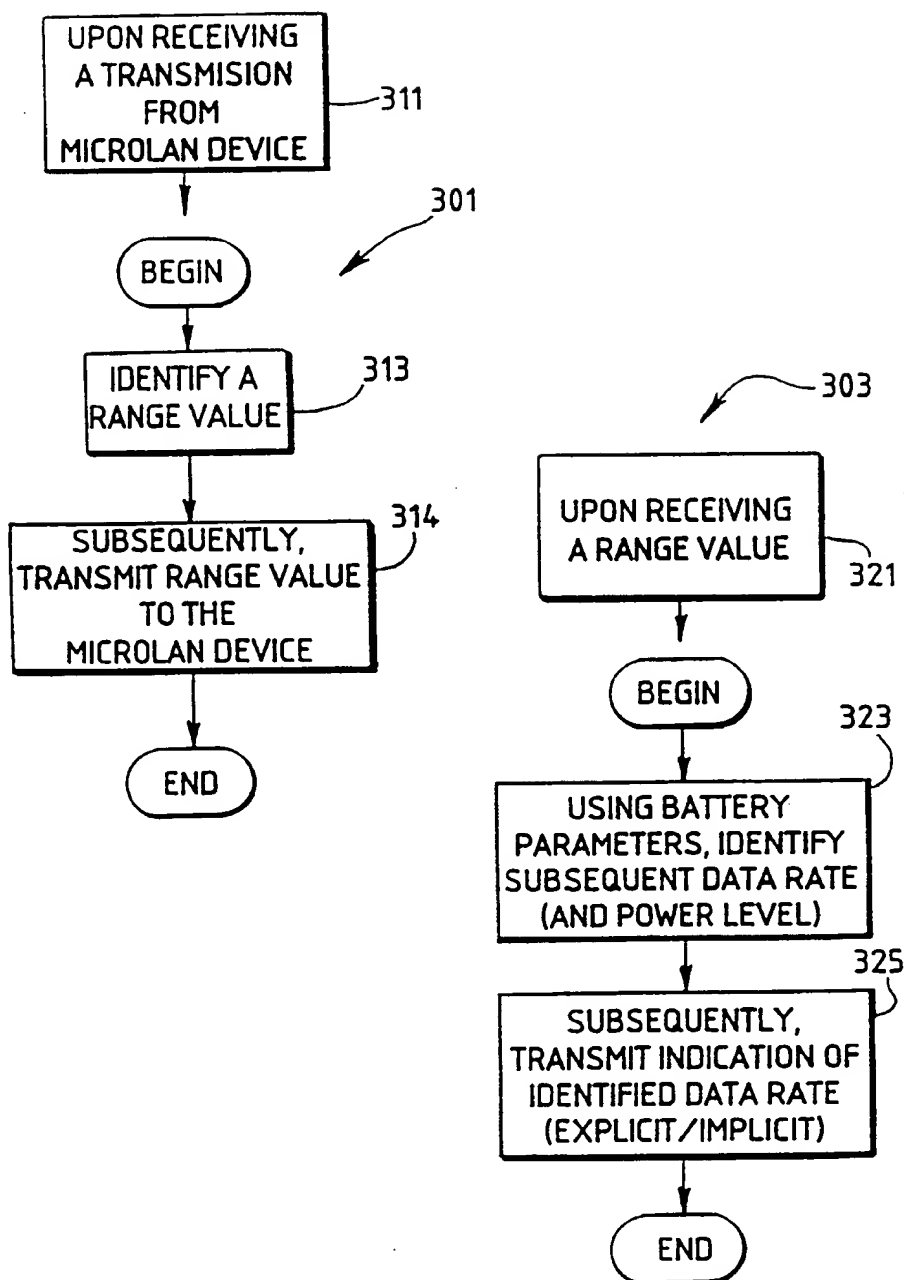 UPON RECEIVING
A TRANSMISION
FROM
MICROLAN DEVICE
311
301
BEGIN
IDENTIFY A
RANGE VALUE
313
SUBSEQUENTLY,
TRANSMIT RANGE VALUE
TO THE
MICROLAN DEVICE
314
END
303
UPON RECEIVING
A RANGE VALUE
321
BEGIN
323
USING BATTERY
PARAMETERS, IDENTIFY
SUBSEQUENT DATA RATE
(AND POWER LEVEL)
325
SUBSEQUENTLY,
TRANSMIT INDICATION OF
IDENTIFIED DATA RATE
(EXPLICIT/IMPLICIT)
END